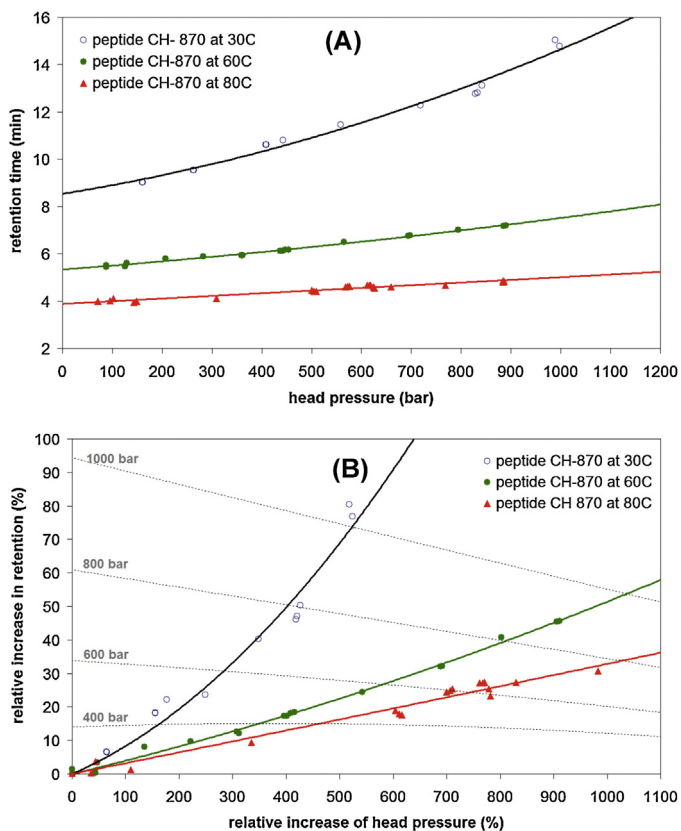 (A)
peptide CH- 870 at 30C
peptide CH-870 at 60C
peptide CH-870 at 80C
retention time (min)
16
14
12
10
8
6
4
2
0 100 200 300 400 500 600 700 800 900 1000 1100 1200
head pressure (bar)
(B)
peptide CH-870 at 30C
peptide CH-870 at 60C
peptide CH 870 at 80C
relative increase in retention (%)
100
90
80
70
60
50
40
30
20
10
0
1000 bar
800 bar
600 bar
400 bar
0 100 200 300 400 500 600 700 800 900 1000 1100
relative increase of head pressure (%)